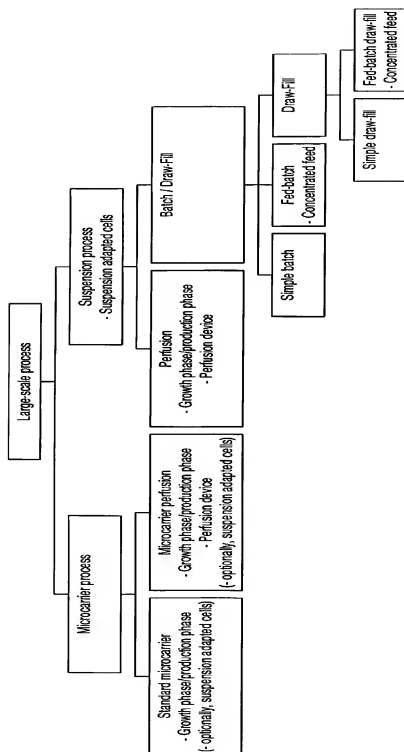 Large-scale process
Microcarrier process
Suspension process
- Suspension adapted cells
Standard microcarrier
- Growth phase/production phase
(- optionally, suspension adapted cells)
Microcarrier perfusion
- Growth phase/production phase
- Perfusion device
(- optionally, suspension adapted cells)
Perfusion
- Growth phase/production phase
- Perfusion device
Batch / Draw-Fill
Simple batch
Fed-batch
- Concentrated feed
Draw-Fill
Simple draw-fill
Fed-batch draw-fill
- Concentrated feed